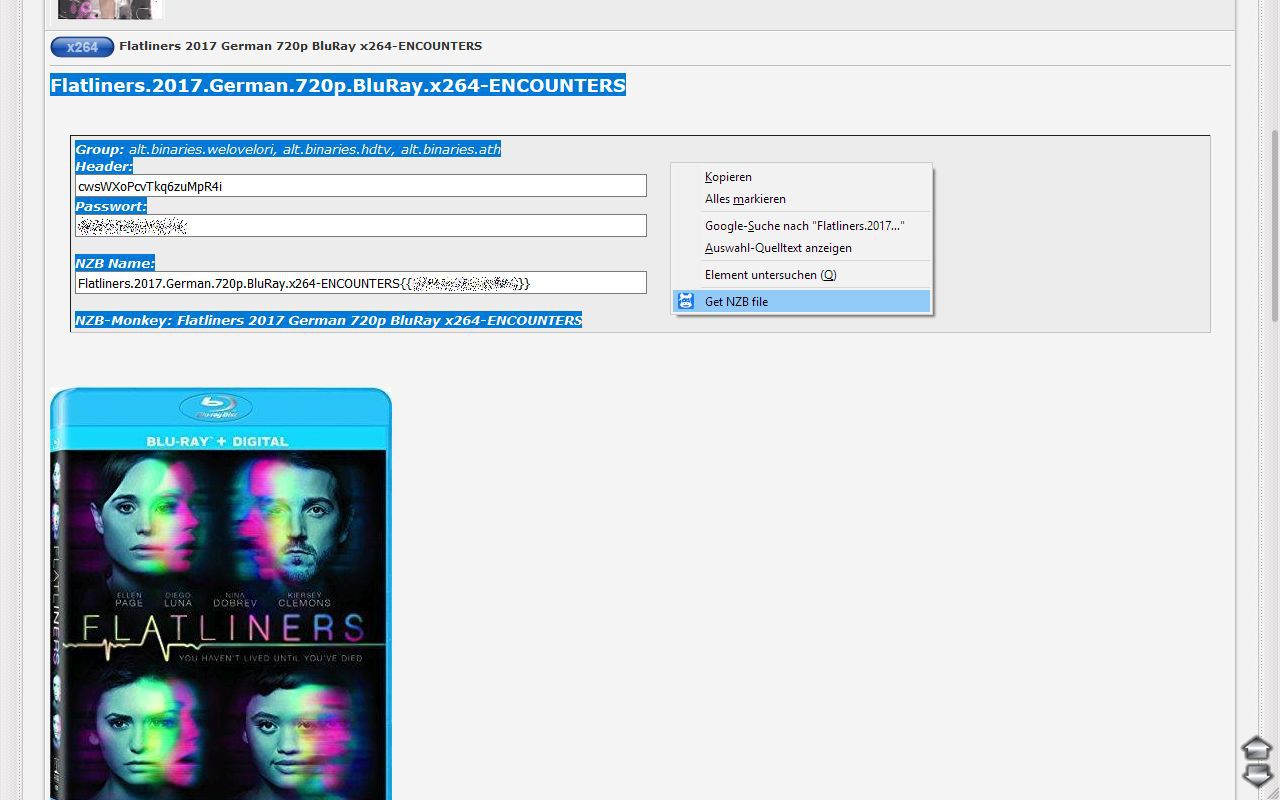 x264 Flatliners 2017 German 720p BluRay x264-ENCOUNTERS
Flatliners.2017.German.720p.BluRay.x264-ENCOUNTERS
Group: alt.binaries.welovelori, alt.binaries.hdtv, alt.binaries.ath
Header:
cwsWXoPcvTkq6zuMpR4i
Passwort:
NZB Name:
Flatliners.2017.German.720p.BluRay.x264-ENCOUNTERS{{ }}
NZB-Monkey: Flatliners 2017 German 720p BluRay x264-ENCOUNTERS
Kopieren
Alles markieren
Google-Suche nach "Flatliners.2017..."
Auswahl-Quelltext anzeigen
Element untersuchen (Q)
Get NZB file
Blu-ray Disc
BLU-RAY™ + DIGITAL
ELLEN PAGE
DIEGO LUNA
NINA DOBREV
KIERSEY CLEMONS
FLATLINERS
YOU HAVEN'T LIVED UNTIL YOU'VE DIED
FLATLINERS